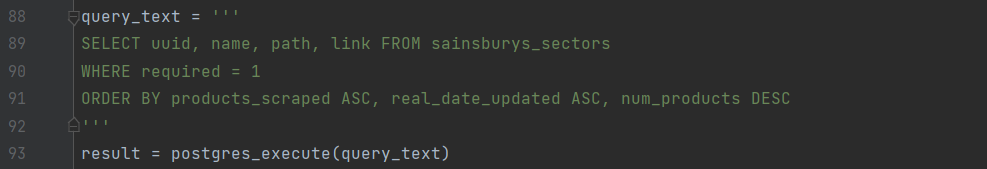 88 query_text = '''
89 SELECT uuid, name, path, link FROM sainsburys_sectors
90 WHERE required = 1
91 ORDER BY products_scraped ASC, real_date_updated ASC, num_products DESC
92 '''
93 result = postgres_execute(query_text)